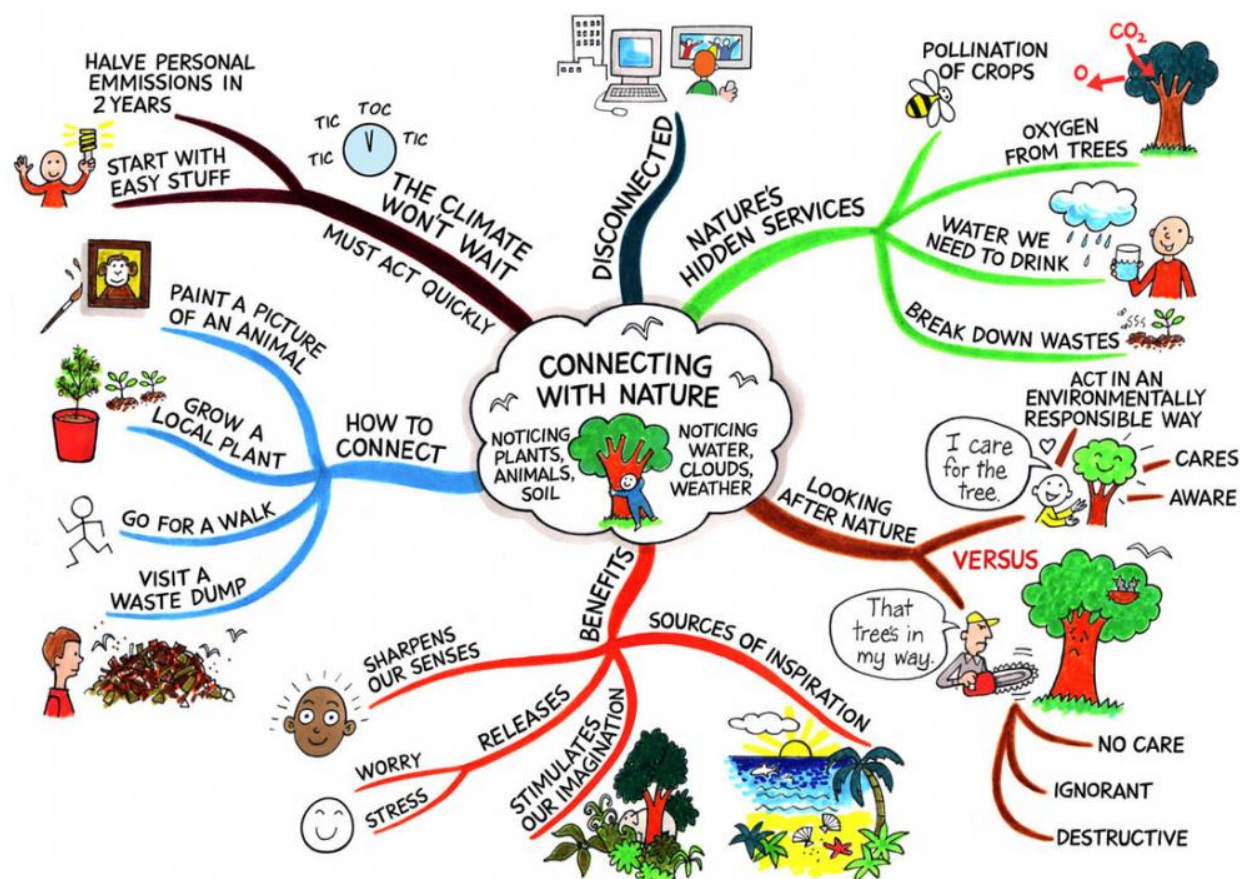 CONNECTING
WITH NATURE
NOTICING
PLANTS,
ANIMALS,
SOIL
NOTICING
WATER,
CLOUDS,
WEATHER
DISCONNECTED
NATURE'S
HIDDEN SERVICES
POLLINATION
OF CROPS
CO₂
O
OXYGEN
FROM TREES
WATER WE
NEED TO DRINK
BREAK DOWN WASTES
LOOKING
AFTER NATURE
ACT IN AN
ENVIRONMENTALLY
RESPONSIBLE WAY
I care
for the
tree.
CARES
AWARE
VERSUS
That
tree's in
my way.
NO CARE
IGNORANT
DESTRUCTIVE
BENEFITS
SOURCES OF INSPIRATION
STIMULATES
OUR IMAGINATION
RELEASES
WORRY
STRESS
SHARPENS
OUR SENSES
HOW TO
CONNECT
PAINT A PICTURE
OF AN ANIMAL
GROW A
LOCAL PLANT
GO FOR A WALK
VISIT A
WASTE DUMP
THE CLIMATE
WON'T WAIT
MUST ACT QUICKLY
TIC
TIC
TOC
TIC
HALVE PERSONAL
EMMISSIONS IN
2 YEARS
START WITH
EASY STUFF